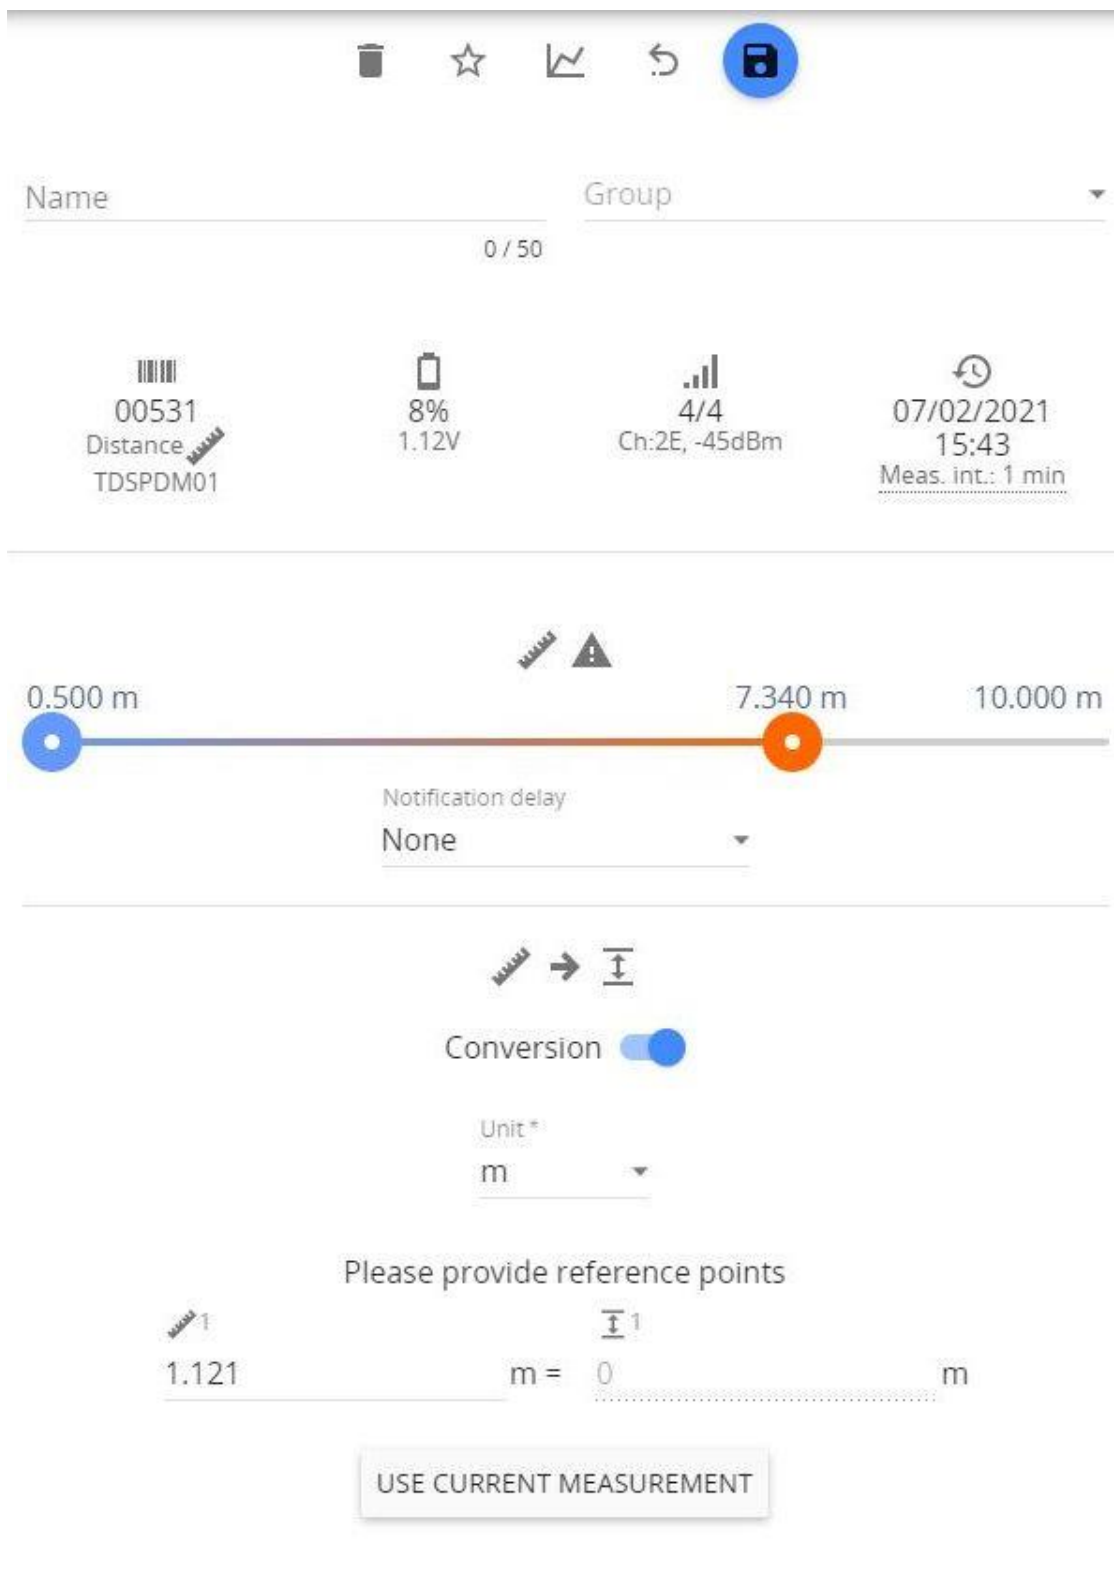 Name
Group
0 / 50
00531
8%
4/4
07/02/2021
Distance
1.12V
Ch:2E, -45dBm
15:43
TDSPDM01
Meas. int.: 1 min
0.500 m
7.340 m
10.000 m
Notification delay
None
Conversion
Unit *
m
Please provide reference points
1
1
1.121 m = 0 m
USE CURRENT MEASUREMENT